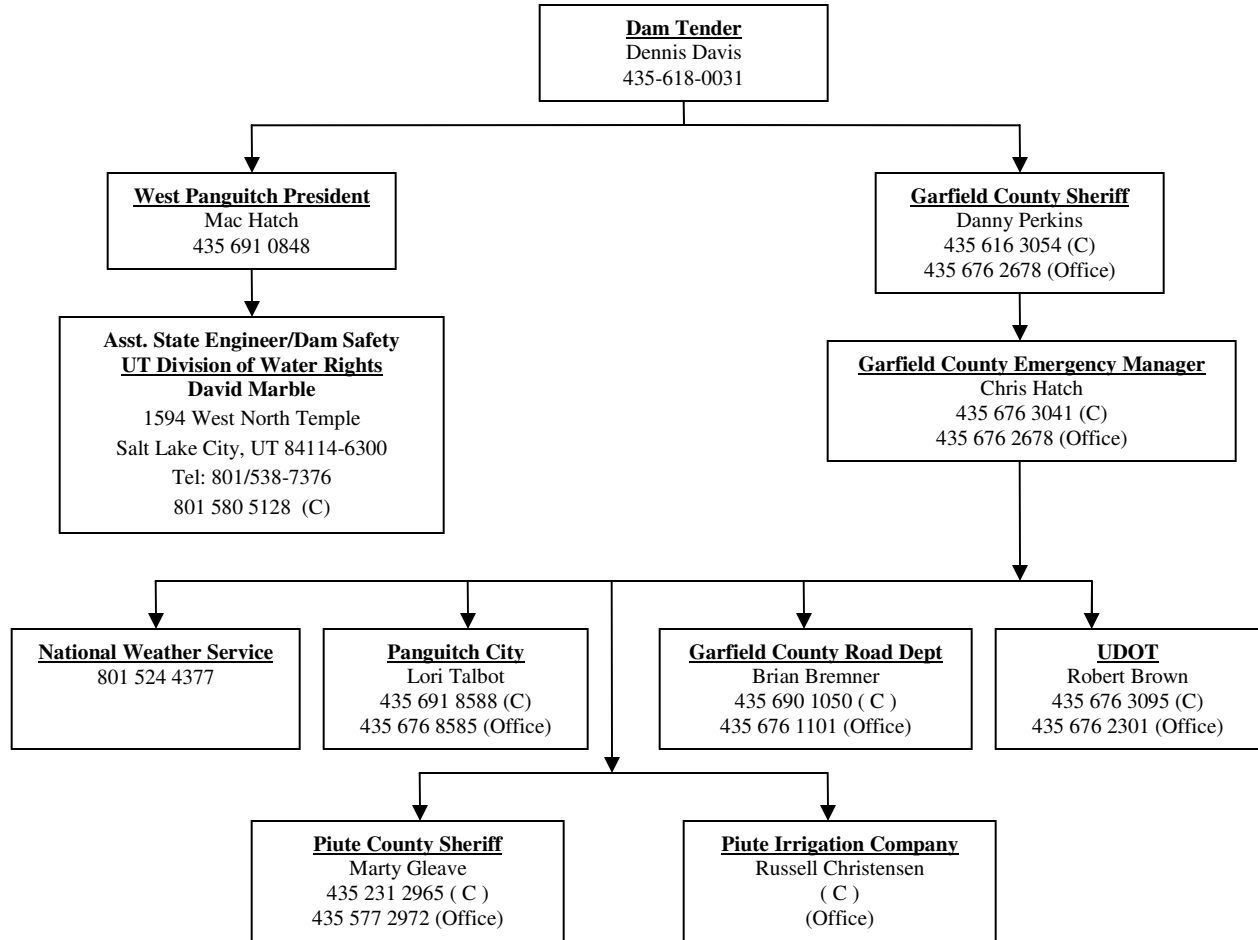 Dam Tender
Dennis Davis
435-618-0031
West Panguitch President
Mac Hatch
435 691 0848
Garfield County Sheriff
Danny Perkins
435 616 3054 (C)
435 676 2678 (Office)
Asst. State Engineer/Dam Safety
UT Division of Water Rights
David Marble
1594 West North Temple
Salt Lake City, UT 84114-6300
Tel: 801/538-7376
801 580 5128  (C)
Garfield County Emergency Manager
Chris Hatch
435 676 3041 (C)
435 676 2678 (Office)
National Weather Service
801 524 4377
Panguitch City
Lori Talbot
435 691 8588 (C)
435 676 8585 (Office)
Garfield County Road Dept
Brian Bremner
435 690 1050 ( C )
435 676 1101 (Office)
UDOT
Robert Brown
435 676 3095 (C)
435 676 2301 (Office)
Piute County Sheriff
Marty Gleave
435 231 2965 ( C )
435 577 2972 (Office)
Piute Irrigation Company
Russell Christensen
( C )
(Office)